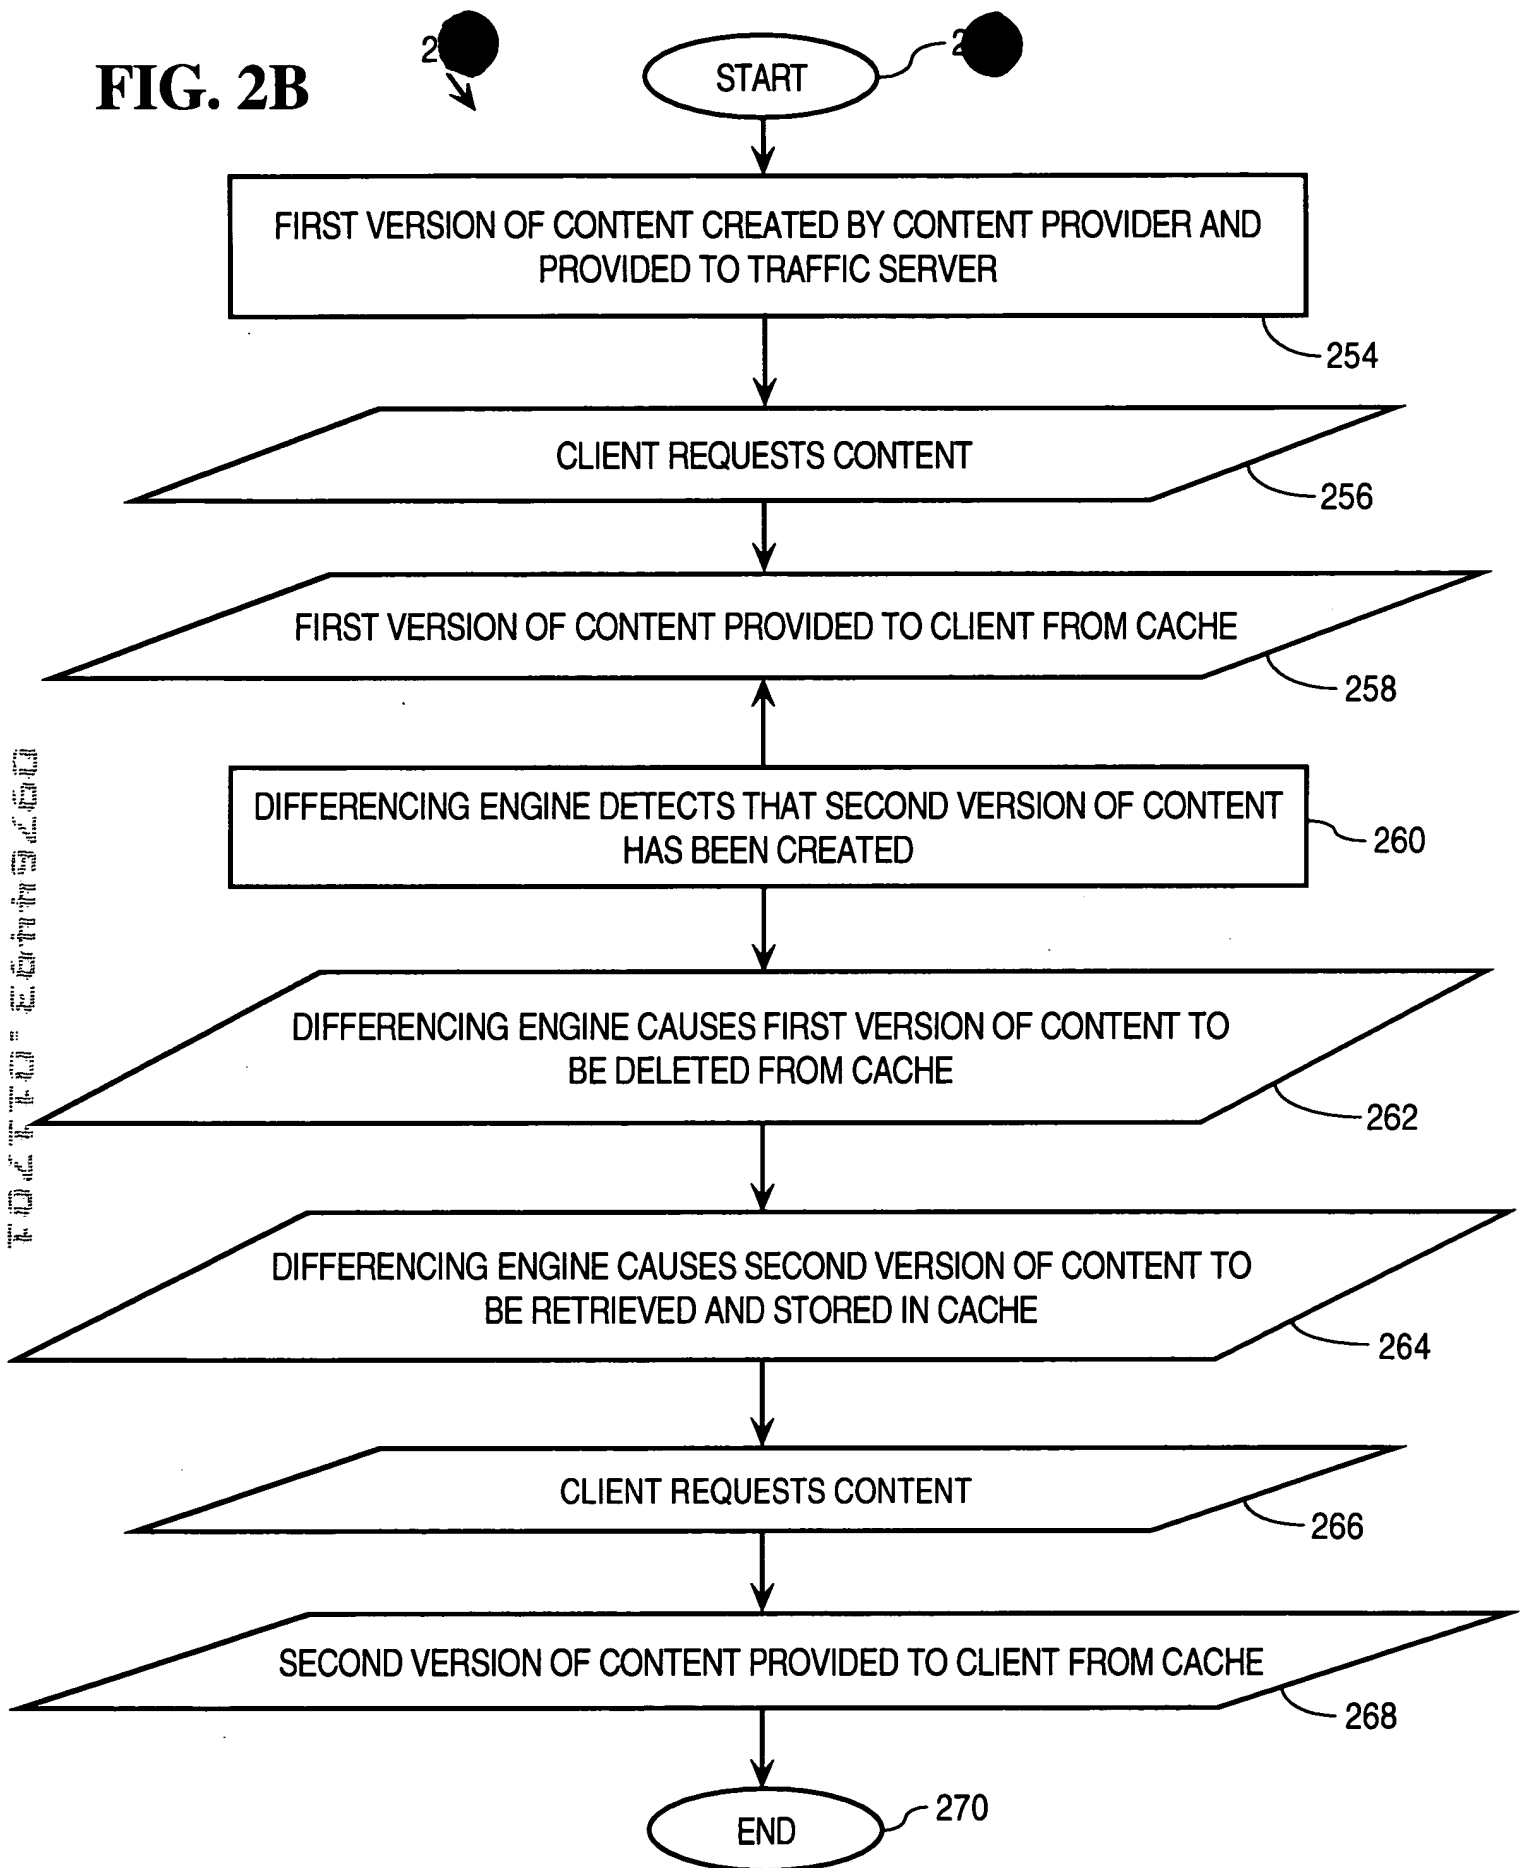 FIG. 2B
2
START
2
FIRST VERSION OF CONTENT CREATED BY CONTENT PROVIDER AND
PROVIDED TO TRAFFIC SERVER
254
CLIENT REQUESTS CONTENT
256
FIRST VERSION OF CONTENT PROVIDED TO CLIENT FROM CACHE
258
DIFFERENCING ENGINE DETECTS THAT SECOND VERSION OF CONTENT
HAS BEEN CREATED
260
DIFFERENCING ENGINE CAUSES FIRST VERSION OF CONTENT TO
BE DELETED FROM CACHE
262
DIFFERENCING ENGINE CAUSES SECOND VERSION OF CONTENT TO
BE RETRIEVED AND STORED IN CACHE
264
CLIENT REQUESTS CONTENT
266
SECOND VERSION OF CONTENT PROVIDED TO CLIENT FROM CACHE
268
END
270